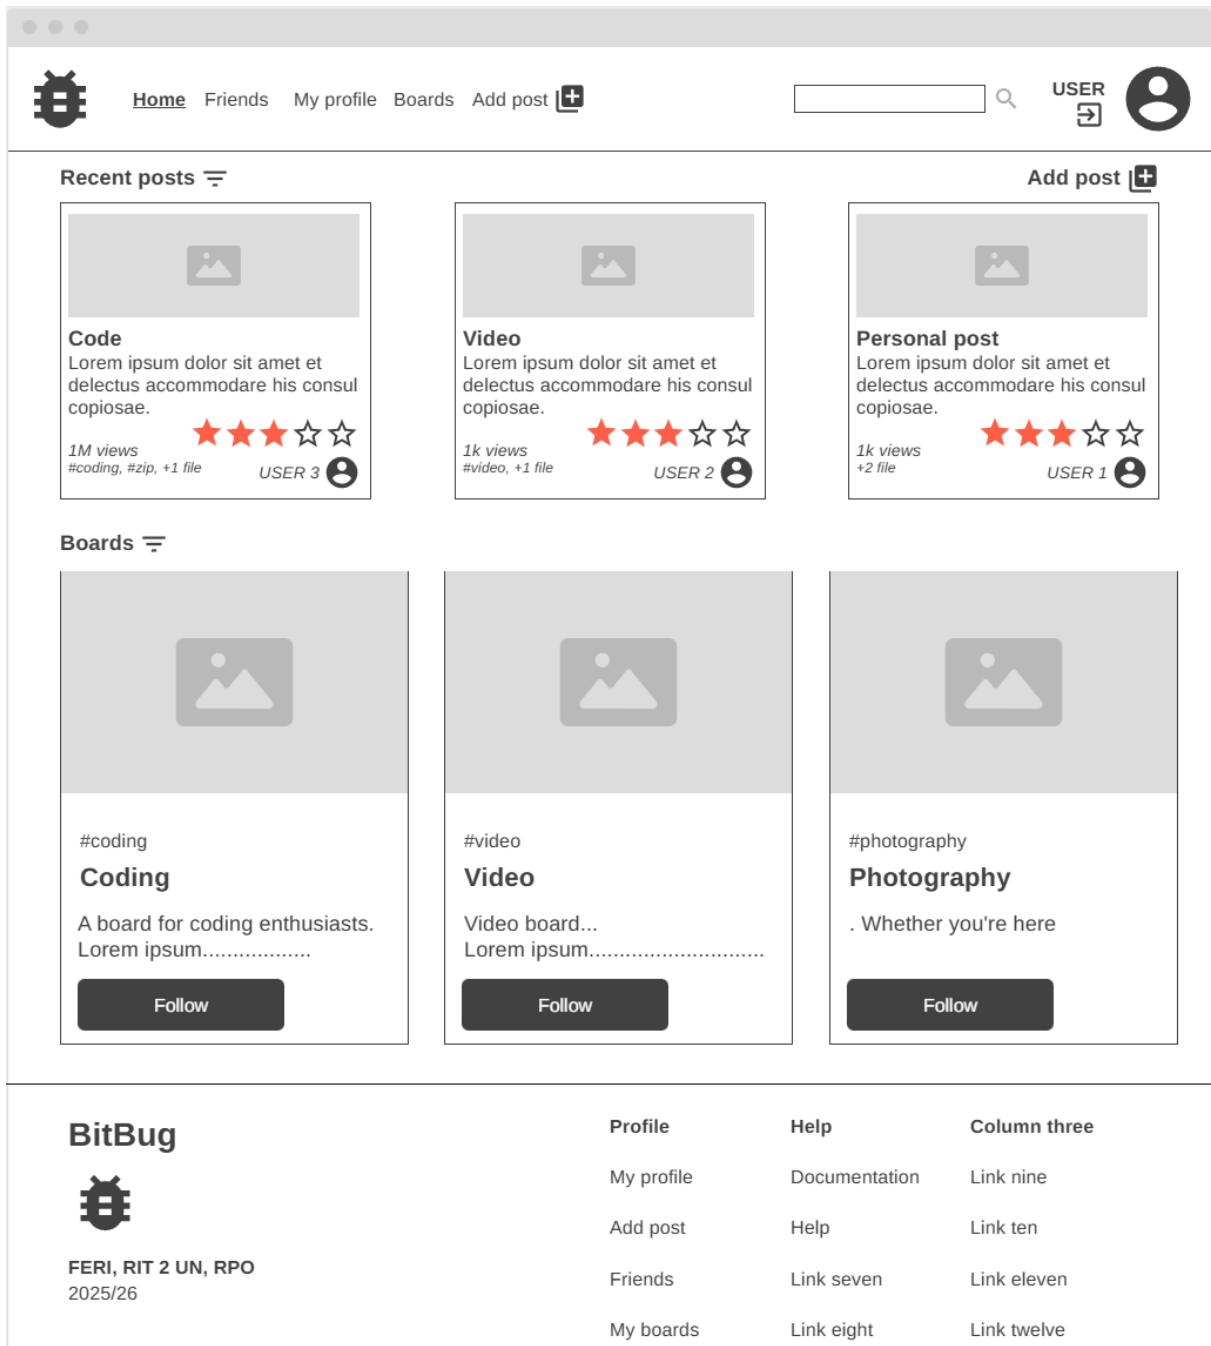 Home Friends My profile Boards Add post
USER
Recent posts
Add post
Code
Lorem ipsum dolor sit amet et
delectus accommodare his consul
copiosae.
1M views
#coding, #zip, +1 file
USER 3
Video
Lorem ipsum dolor sit amet et
delectus accommodare his consul
copiosae.
1k views
#video, +1 file
USER 2
Personal post
Lorem ipsum dolor sit amet et
delectus accommodare his consul
copiosae.
1k views
+2 file
USER 1
Boards
#coding
Coding
A board for coding enthusiasts.
Lorem ipsum..................
Follow
#video
Video
Video board...
Lorem ipsum.............................
Follow
#photography
Photography
. Whether you're here
Follow
BitBug
FERI, RIT 2 UN, RPO
2025/26
Profile
My profile
Add post
Friends
My boards
Help
Documentation
Help
Link seven
Link eight
Column three
Link nine
Link ten
Link eleven
Link twelve